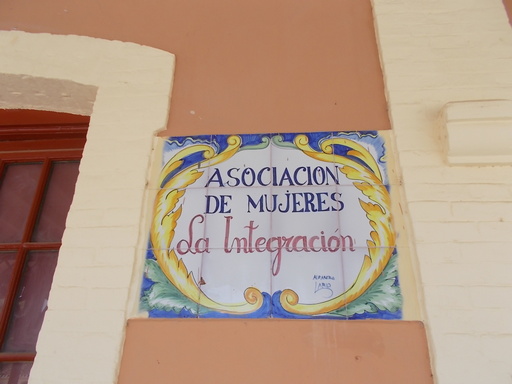 ASOCIACION
DE MUJERES
La Integración